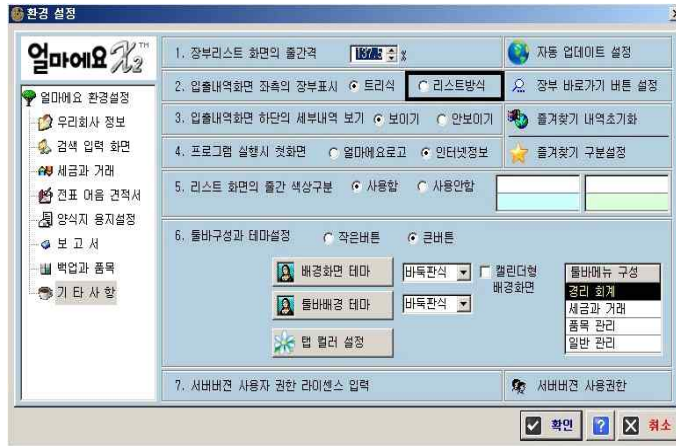 환경 설정
얼마에요 X2 TM
얼마에요 환경설정
우리회사 정보
검색 입력 화면
세금과 거래
전표 어음 견적서
양식지 용지설정
보 고 서
백업과 품목
기 타 사 항
1. 장부리스트 화면의 줄간격 137.5 %
자동 업데이트 설정
2. 입출내역화면 좌측의 장부표시 트리식 리스트방식
장부 바로가기 버튼 설정
3. 입출내역화면 하단의 세부내역 보기 보이기 안보이기
즐겨찾기 내역초기화
4. 프로그램 실행시 첫화면 얼마에요로고 인터넷정보
즐겨찾기 구분설정
5. 리스트 화면의 줄간 색상구분 사용함 사용안함
6. 툴바구성과 테마설정 작은버튼 큰버튼
배경화면 테마 바둑판식 캘린더형
배경화면
툴바배경 테마 바둑판식
탭 컬러 설정
툴바메뉴 구성
경리 회계
세금과 거래
품목 관리
일반 관리
7. 서버버젼 사용자 권한 라이센스 입력
서버버젼 사용권한
확인 ? 취소